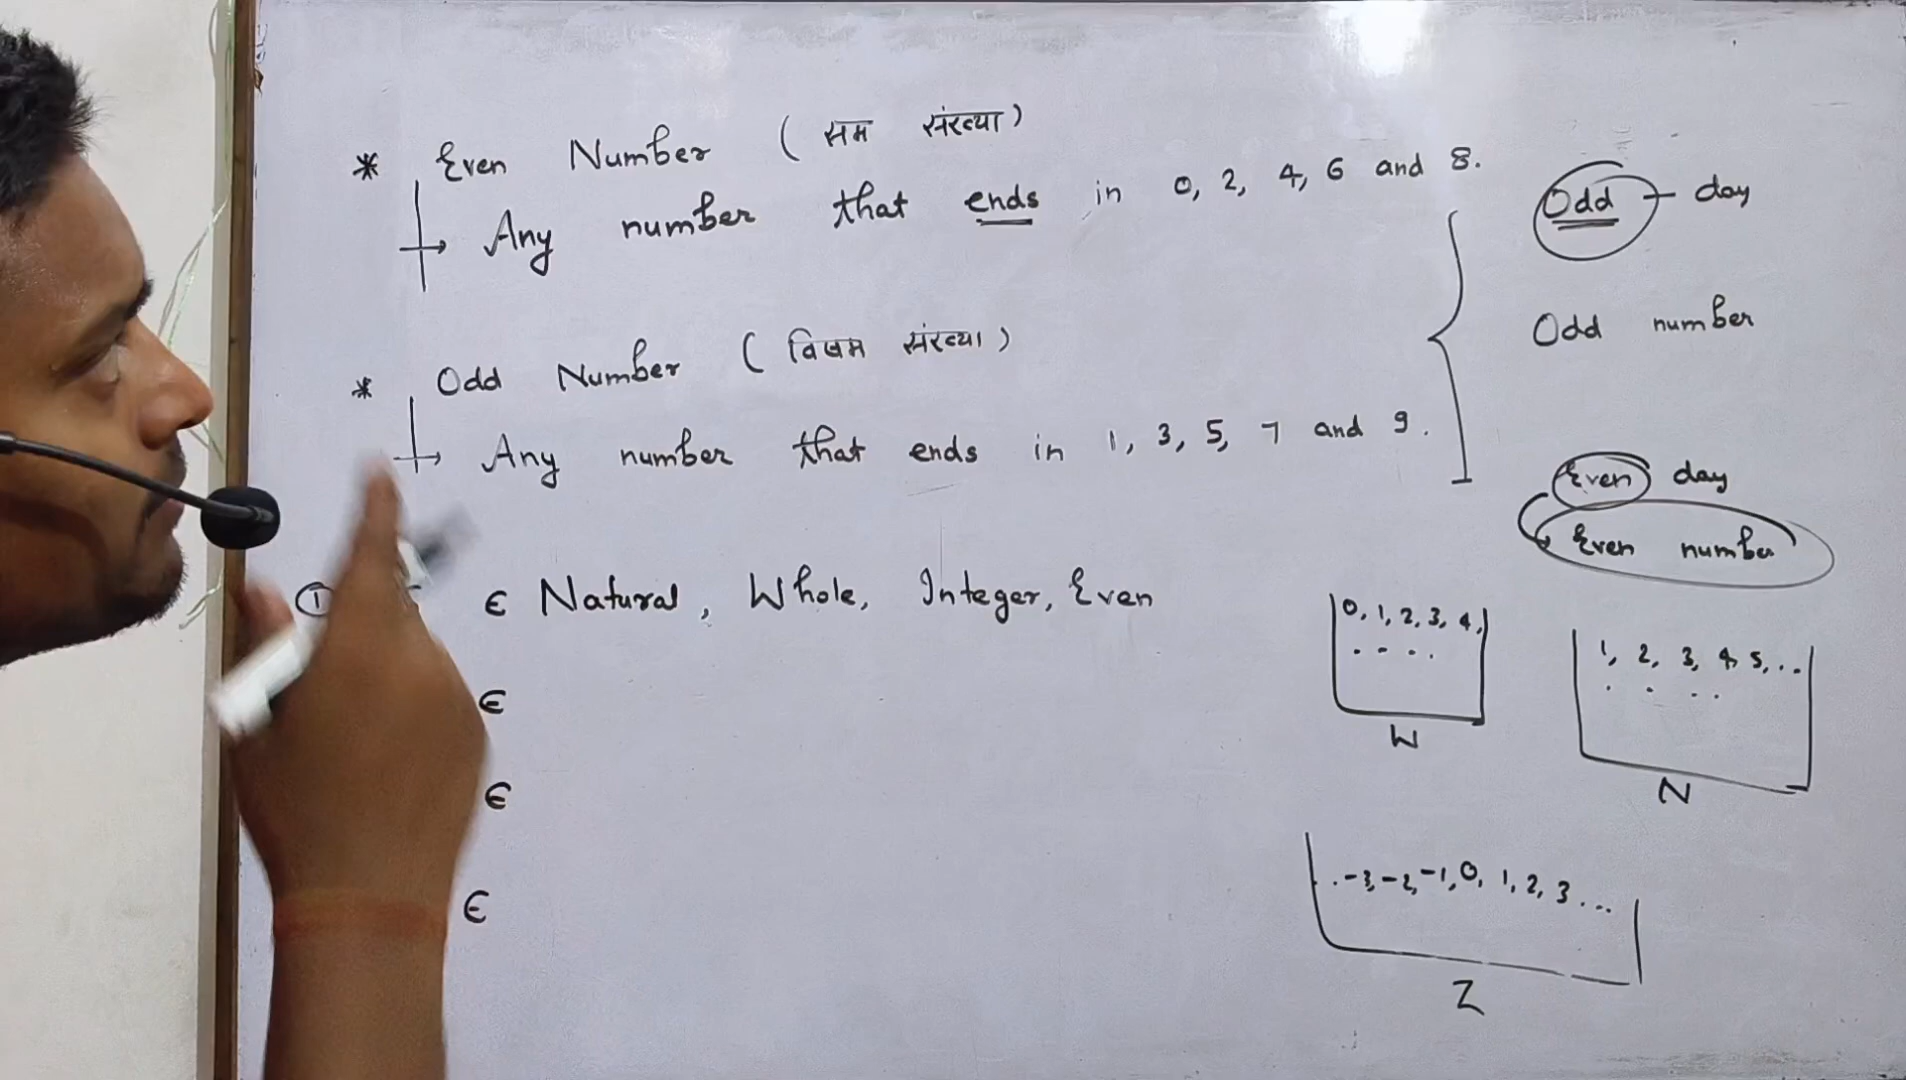 * Even Number (सम संख्या)
→ Any number that ends in 0, 2, 4, 6 and 8.
* Odd Number (विषम संख्या)
→ Any number that ends in 1, 3, 5, 7 and 9.
① ∈ Natural, Whole, Integer, Even
∈
∈
∈
Odd - day
Odd number
Even day
Even number
0, 1, 2, 3, 4,
. . . .
W
1, 2, 3, 4, 5, ...
. . . .
N
. -3, -2, -1, 0, 1, 2, 3 ...
Z